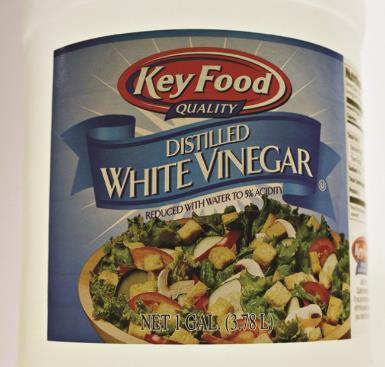 Key Food
QUALITY
DISTILLED
WHITE VINEGAR
REDUCED WITH WATER TO 5% ACIDITY
NET 1 GAL. (3.78 L)